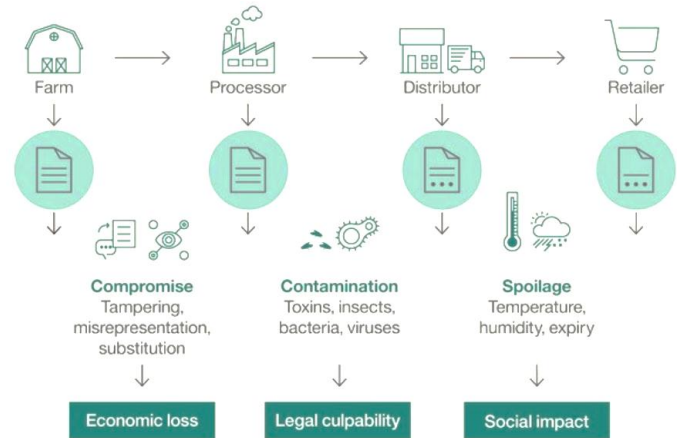 Farm
Processor
Distributor
Retailer
Compromise
Tampering,
misrepresentation,
substitution
Contamination
Toxins, insects,
bacteria, viruses
Spoilage
Temperature,
humidity, expiry
Economic loss
Legal culpability
Social impact